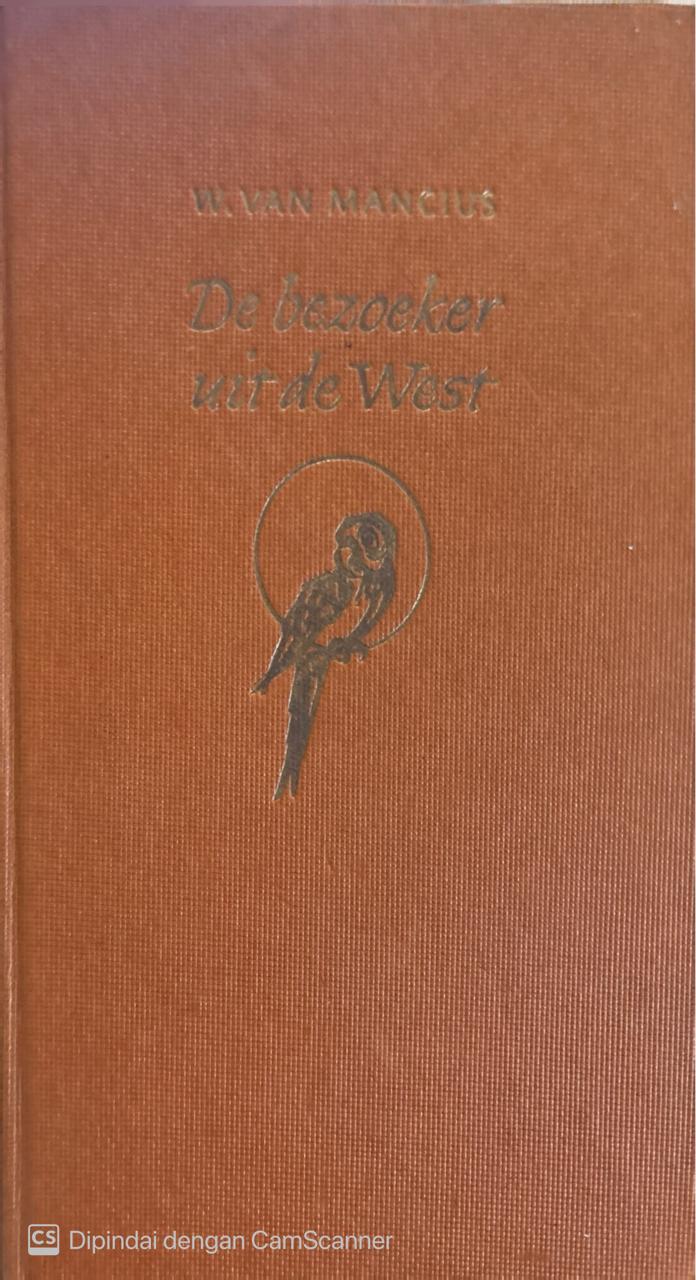 W. VAN MANCIUS
De bezoeker
uit de West
CS Dipindai dengan CamScanner